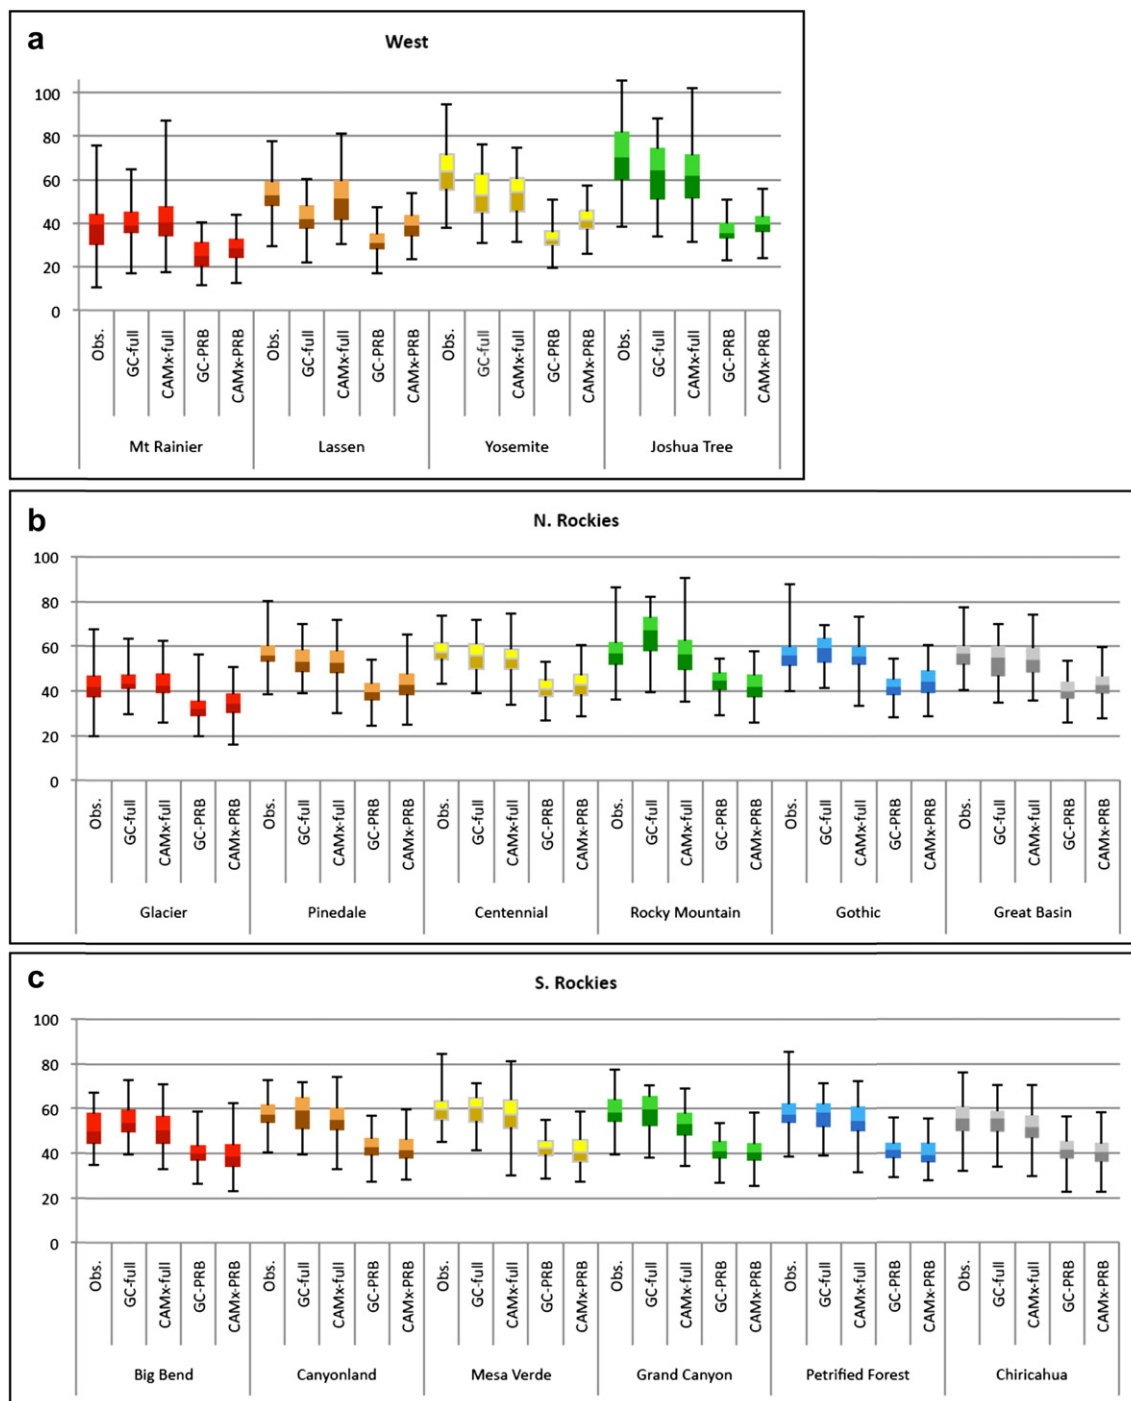 a
West
100
80
60
40
20
0
Obs. GC-full CAMx-full GC-PRB CAMx-PRB Obs. GC-full CAMx-full GC-PRB CAMx-PRB Obs. GC-full CAMx-full GC-PRB CAMx-PRB Obs. GC-full CAMx-full GC-PRB CAMx-PRB
Mt Rainier Lassen Yosemite Joshua Tree
b
N. Rockies
100
80
60
40
20
0
Obs. GC-full CAMx-full GC-PRB CAMx-PRB Obs. GC-full CAMx-full GC-PRB CAMx-PRB Obs. GC-full CAMx-full GC-PRB CAMx-PRB Obs. GC-full CAMx-full GC-PRB CAMx-PRB Obs. GC-full CAMx-full GC-PRB CAMx-PRB Obs. GC-full CAMx-full GC-PRB CAMx-PRB
Glacier Pinedale Centennial Rocky Mountain Gothic Great Basin
c
S. Rockies
100
80
60
40
20
0
Obs. GC-full CAMx-full GC-PRB CAMx-PRB Obs. GC-full CAMx-full GC-PRB CAMx-PRB Obs. GC-full CAMx-full GC-PRB CAMx-PRB Obs. GC-full CAMx-full GC-PRB CAMx-PRB Obs. GC-full CAMx-full GC-PRB CAMx-PRB Obs. GC-full CAMx-full GC-PRB CAMx-PRB
Big Bend Canyonland Mesa Verde Grand Canyon Petrified Forest Chiricahua